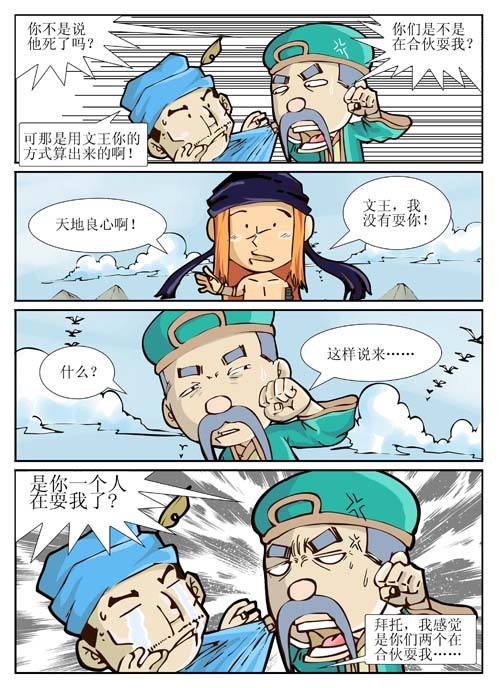 你不是说
他死了吗？
你们是不是
在合伙耍我？
可那是用文王你的
方式算出来的啊！
天地良心啊！
文王，我
没有耍你！
什么？
这样说来……
是你一个人
在耍我了？
拜托，我感觉
是你们两个在
合伙耍我……